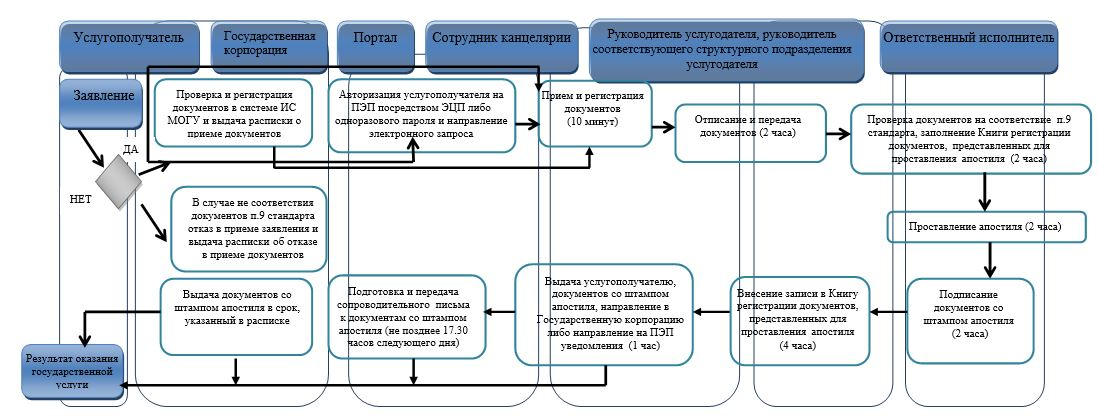 Услугополучатель
Государственная
корпорация
Портал
Сотрудник канцелярии
Руководитель услугодателя, руководитель
соответствующего структурного подразделения
услугодателя
Ответственный исполнитель
Заявление
ДА
НЕТ
Проверка и регистрация
документов в системе ИС
МОГУ и выдача расписки о
приеме документов
Авторизация услугополучателя на
ПЭП посредством ЭЦП либо
одноразового пароля и направление
электронного запроса
Прием и регистрация
документов
(10 минут)
Отписание и передача
документов (2 часа)
Проверка документов на соответствие п.9
стандарта, заполнение Книги регистрации
документов, представленных для
проставления апостиля (2 часа)
В случае не соответствия
документов п.9 стандарта
отказ в приеме заявления и
выдача расписки об отказе
в приеме документов
Проставление апостиля (2 часа)
Выдача документов со
штампом апостиля в срок,
указанный в расписке
Подготовка и передача
сопроводительного письма
к документам со штампом
апостиля (не позднее 17.30
часов следующего дня)
Выдача услугополучателю,
документов со штампом
апостиля, направление в
Государственную корпорацию
либо направление на ПЭП
уведомления (1 час)
Внесение записи в Книгу
регистрации документов,
представленных для
проставления апостиля
(4 часа)
Подписание
документов со
штампом апостиля
(2 часа)
Результат оказания
государственной
услуги